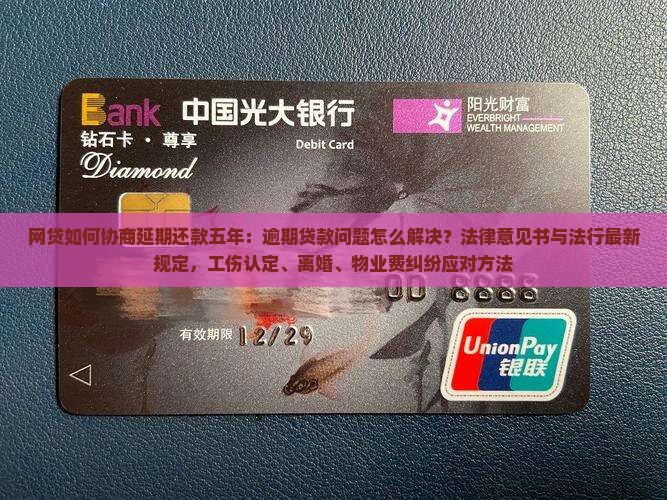 Bank 中国光大银行
阳光财富
EVERBRIGHT
WEALTH MANAGEMENT
钻石卡·尊享
Debit Card
Diamond
网贷如何协商延期还款五年：逾期贷款问题怎么解决？法律意见书与法行最新
规定，工伤认定、离婚、物业费纠纷应对方法
00 8888
有效期限 12/29
UnionPay
银联